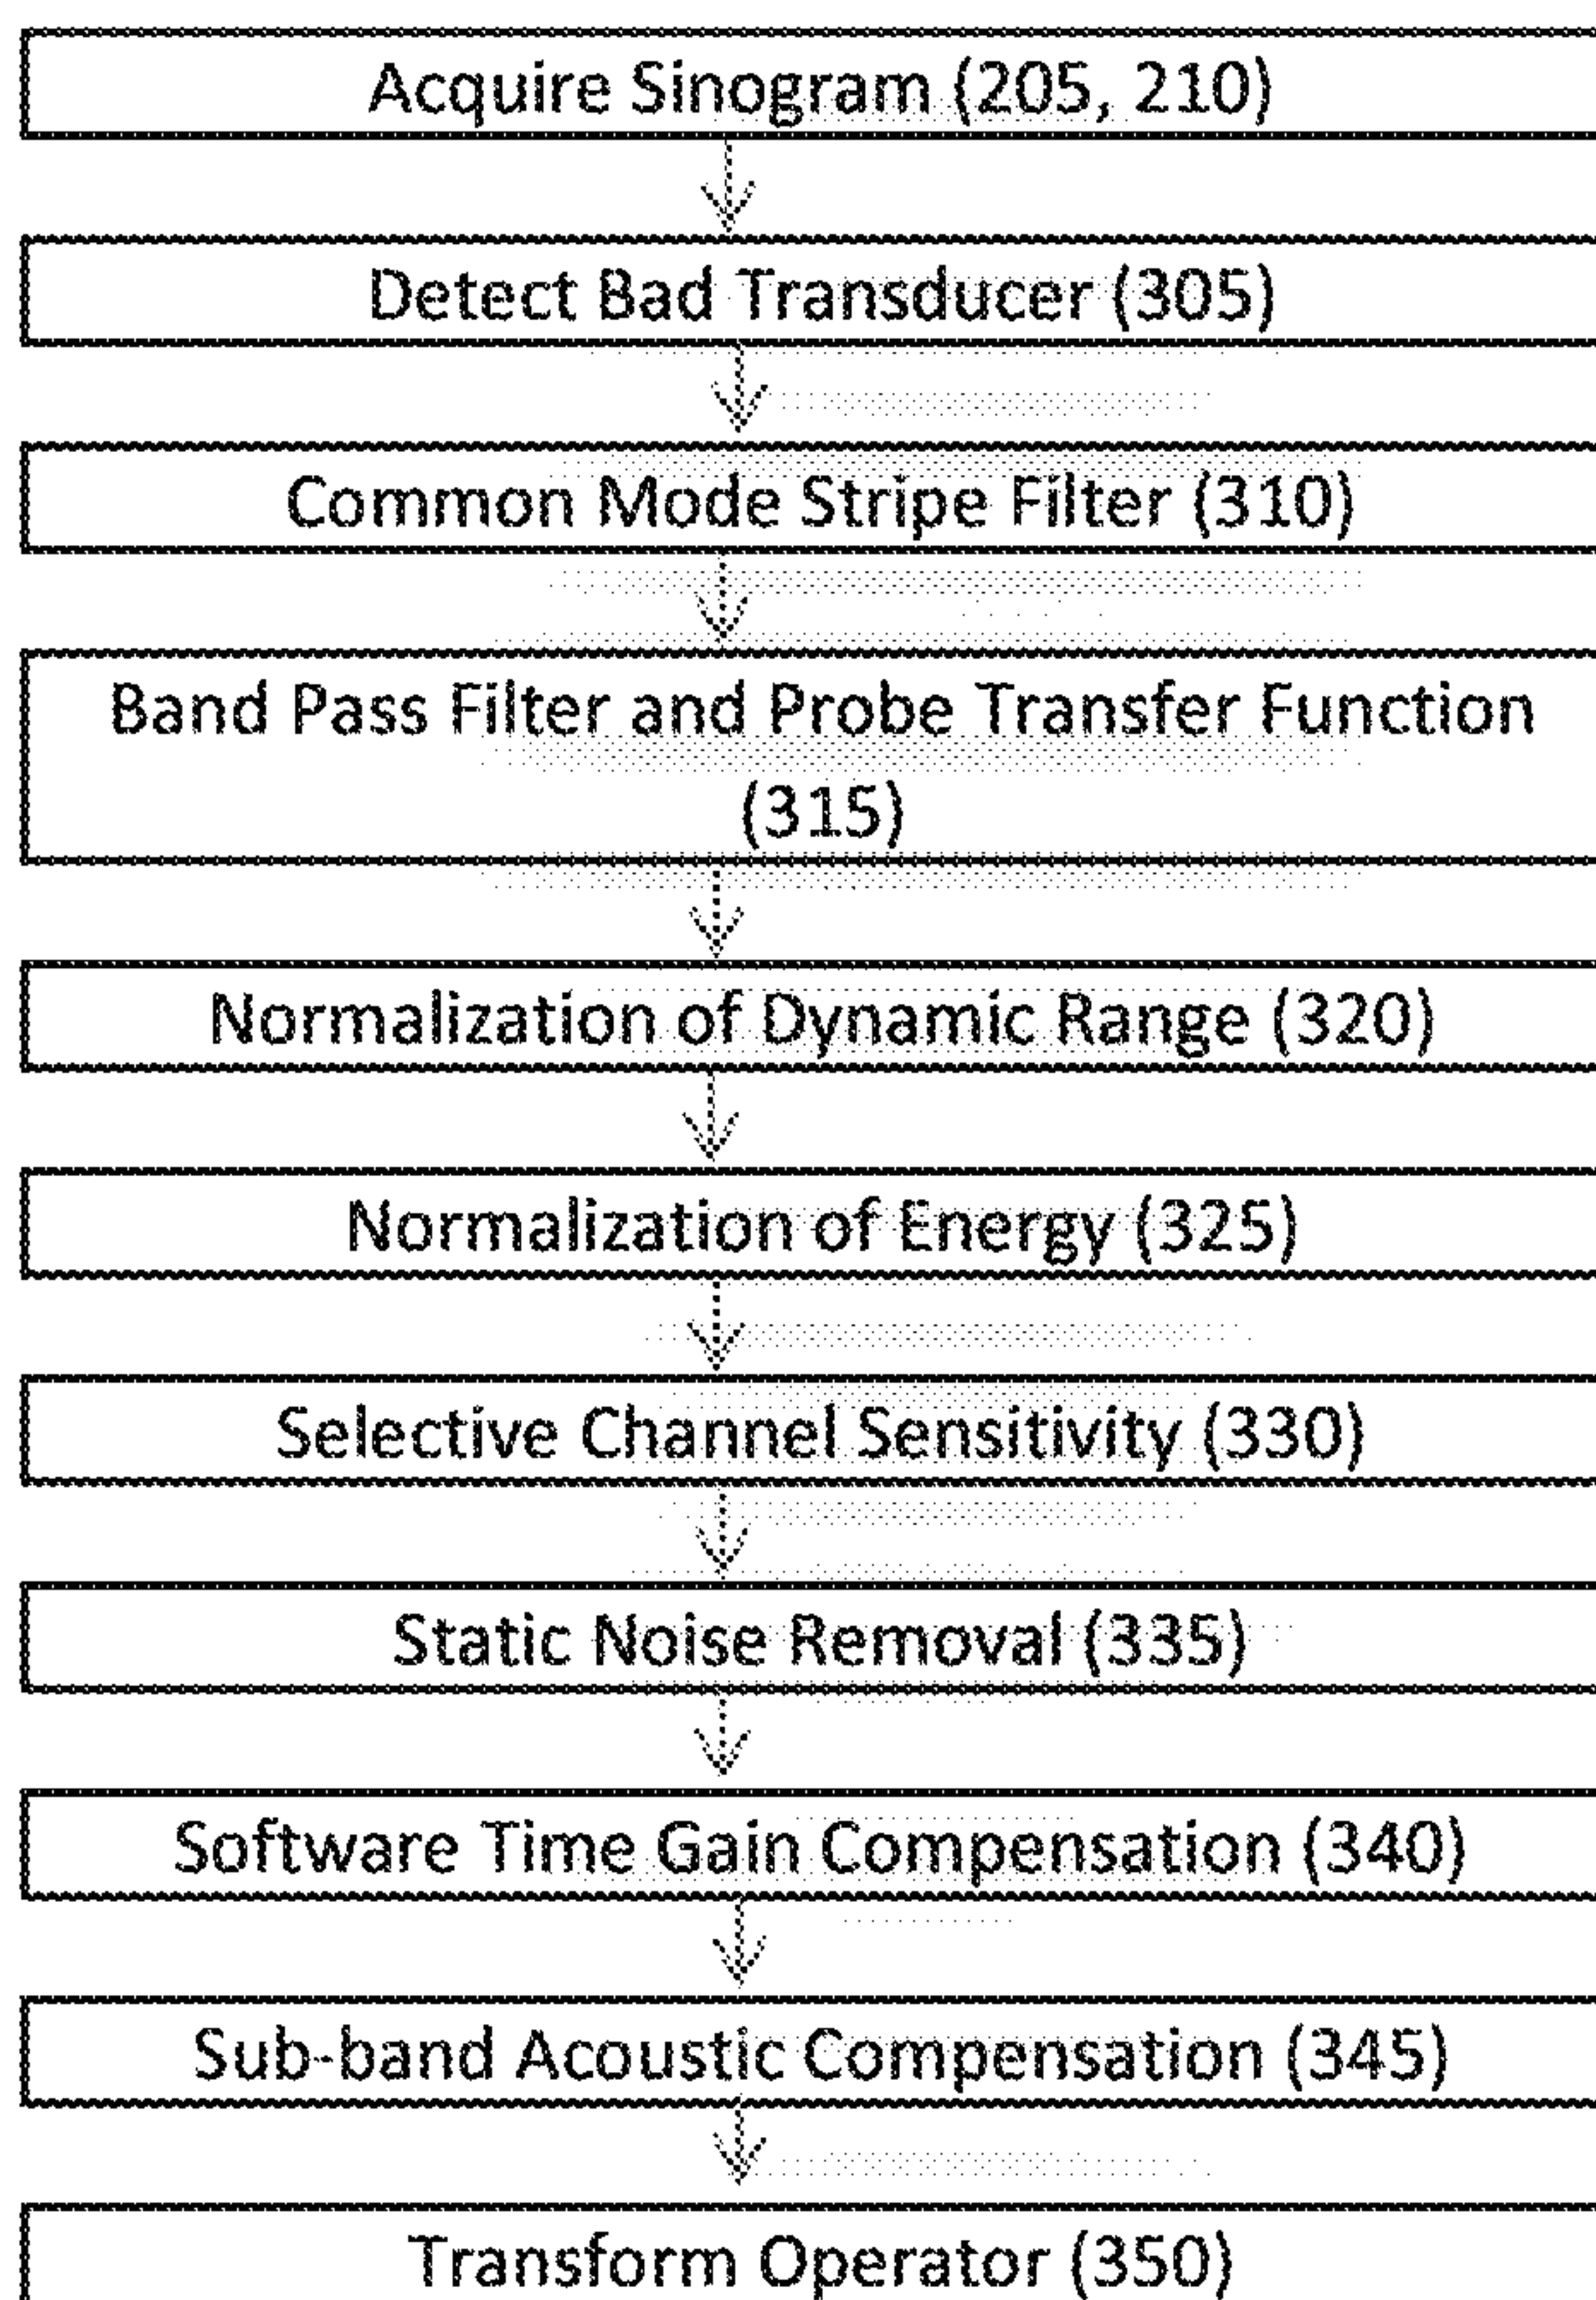 Acquire Sinogram (205, 210)
Detect Bad Transducer (305)
Common Mode Stripe Filter (310)
Band Pass Filter and Probe Transfer Function
(315)
Normalization of Dynamic Range (320)
Normalization of Energy (325)
Selective Channel Sensitivity (330)
Static Noise Removal (335)
Software Time Gain Compensation (340)
Sub-band Acoustic Compensation (345)
Transform Operator (350)